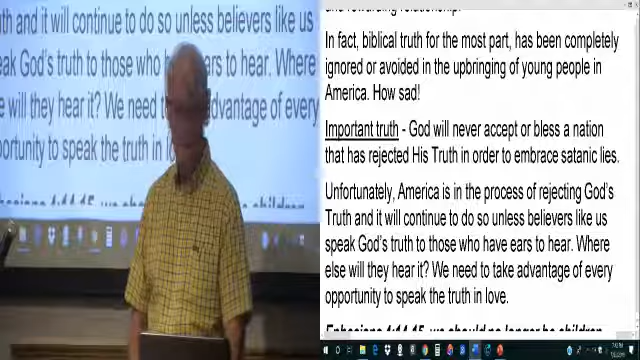 uth and it will continue to do so unless believers like us
eak God's truth to those who ha ears to hear. Where
e will they hear it? We need to dvantage of every
portunity to speak the truth in lo
and rewarding relationship.
In fact, biblical truth for the most part, has been completely
ignored or avoided in the upbringing of young people in
America. How sad!
Important truth - God will never accept or bless a nation
that has rejected His Truth in order to embrace satanic lies.
Unfortunately, America is in the process of rejecting God's
Truth and it will continue to do so unless believers like us
speak God's truth to those who have ears to hear. Where
else will they hear it? We need to take advantage of every
opportunity to speak the truth in love.
Ephesians 4:14,15, we should no longer be children